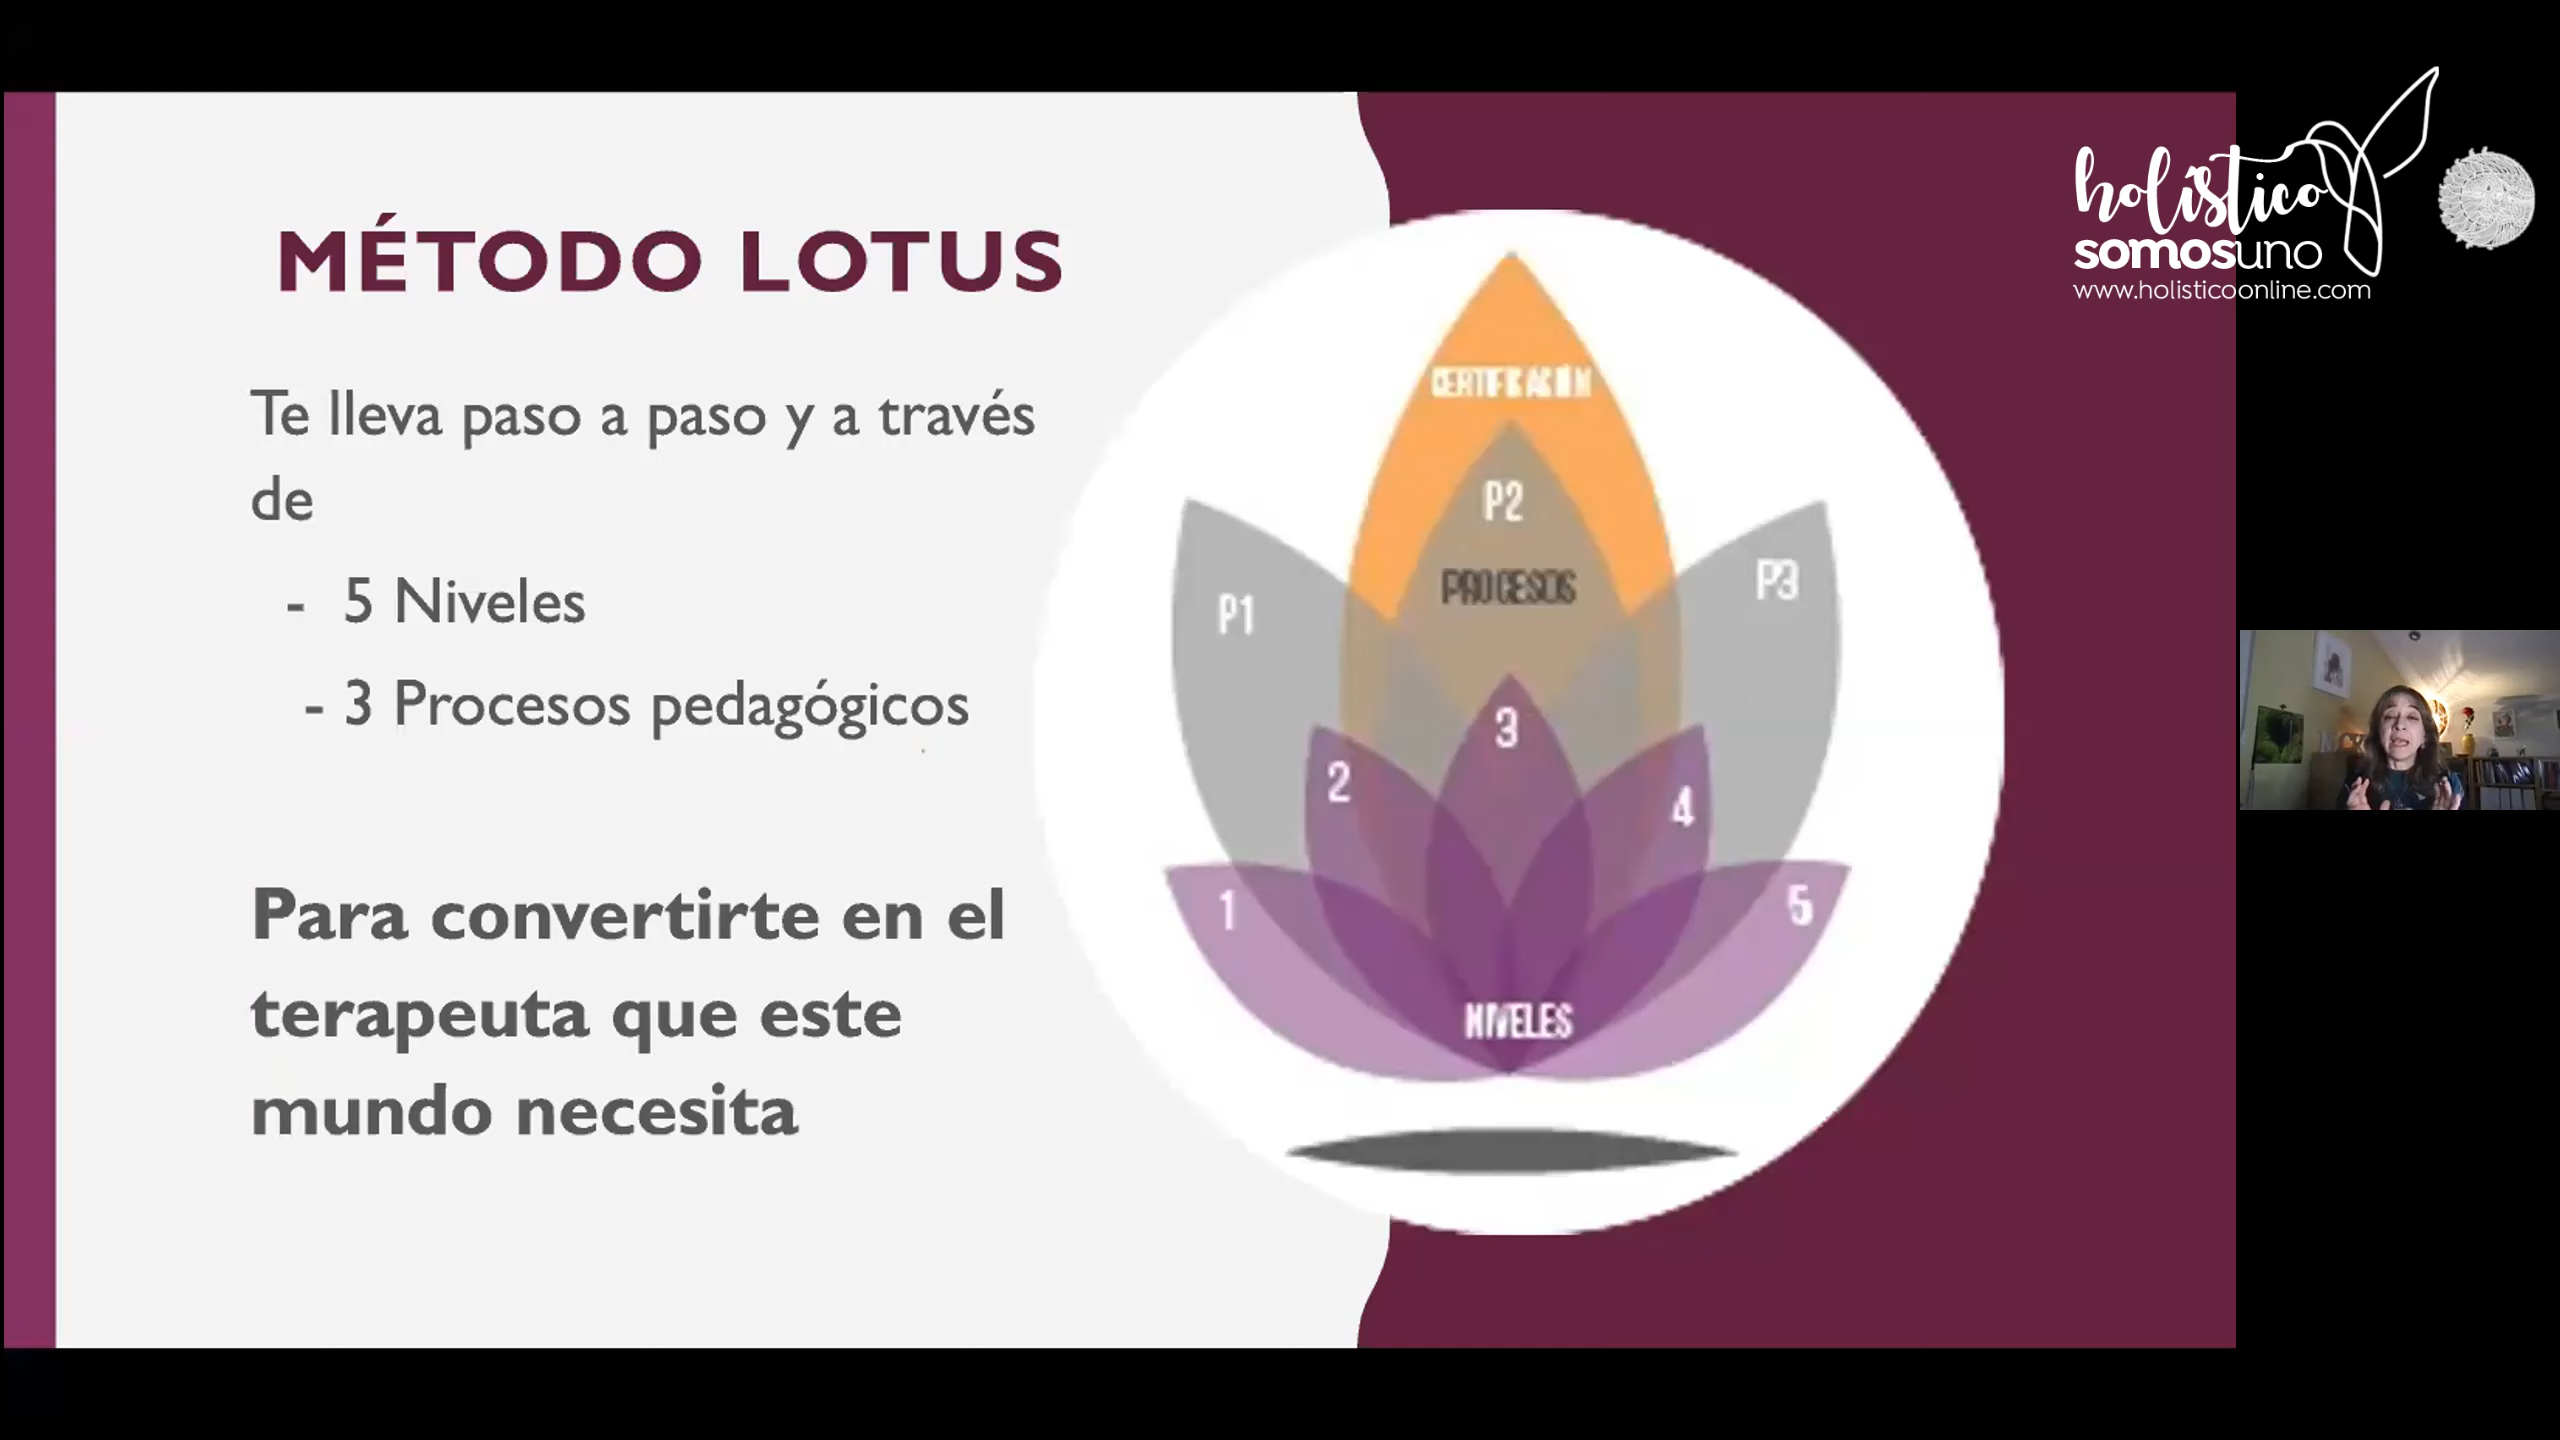 MÉTODO LOTUS
Te lleva paso a paso y a través
de
- 5 Niveles
- 3 Procesos pedagógicos
Para convertirte en el
terapeuta que este
mundo necesita
CERTIFICACIÓN
P2
PROCESOS
P1
P3
3
2
4
1
5
NIVELES
holístico
somosuno
www.holisticoonline.com